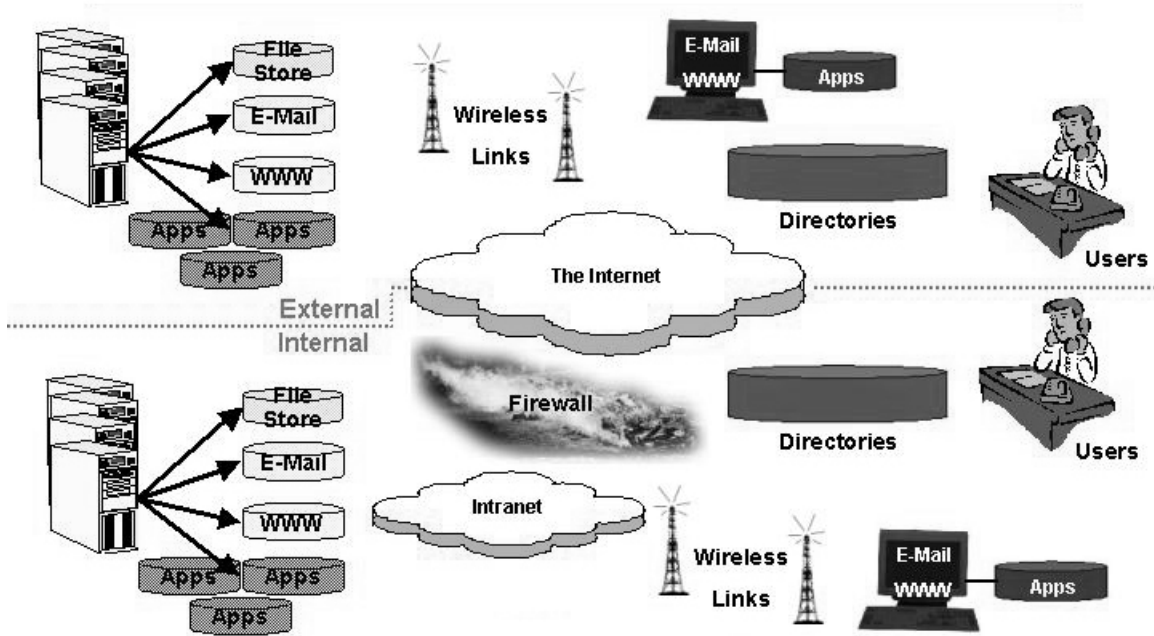 File
Store
E-Mail
WWW
Apps
Apps
Apps
Wireless
Links
E-Mail
WWW
Apps
Directories
Users
The Internet
External
Internal
File
Store
E-Mail
WWW
Apps
Apps
Apps
Firewall
Directories
Users
Intranet
Wireless
Links
E-Mail
WWW
Apps